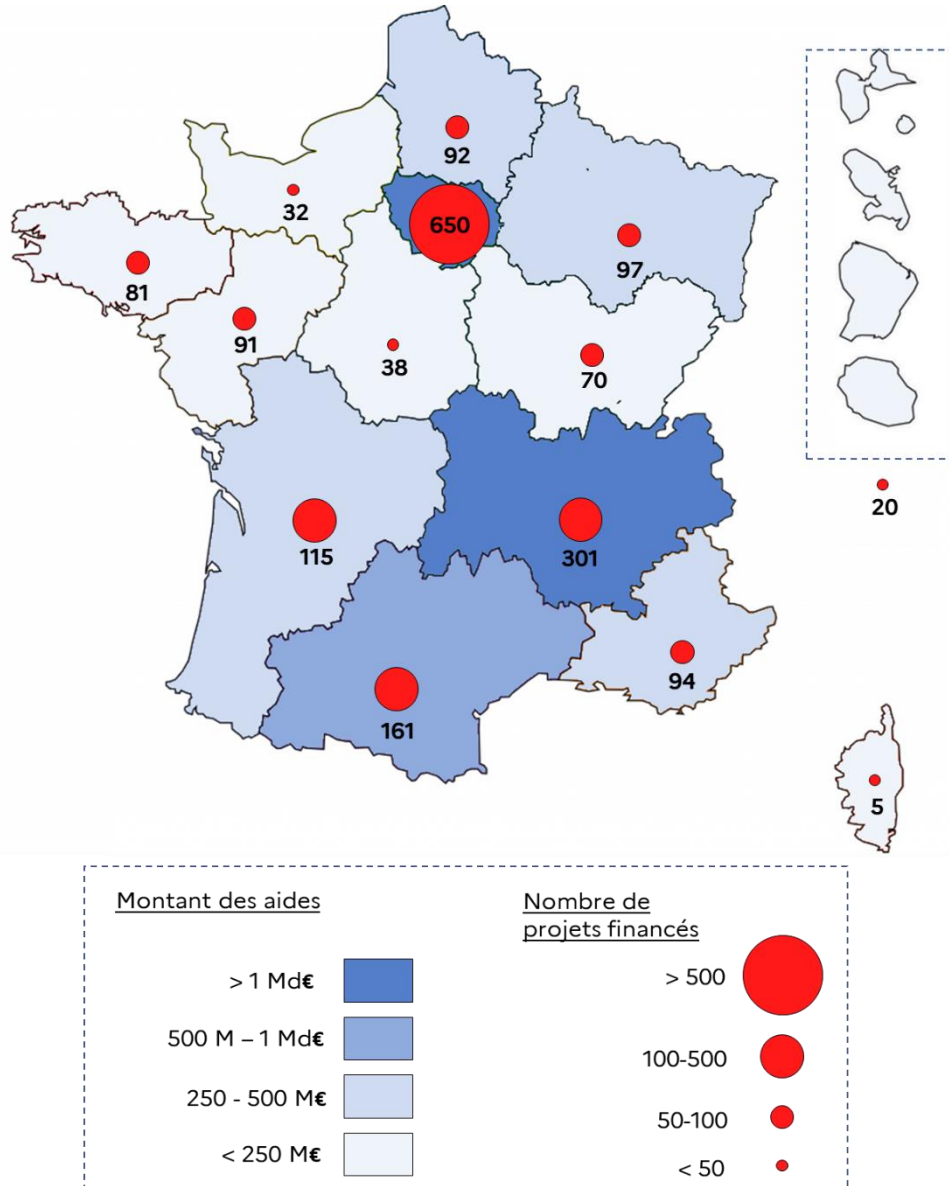 92
32
650
97
81
91
38
70
20
115
301
94
161
5
Montant des aides
> 1 Md€
500 M – 1 Md€
250 - 500 M€
< 250 M€
Nombre de
projets financés
> 500
100-500
50-100
< 50